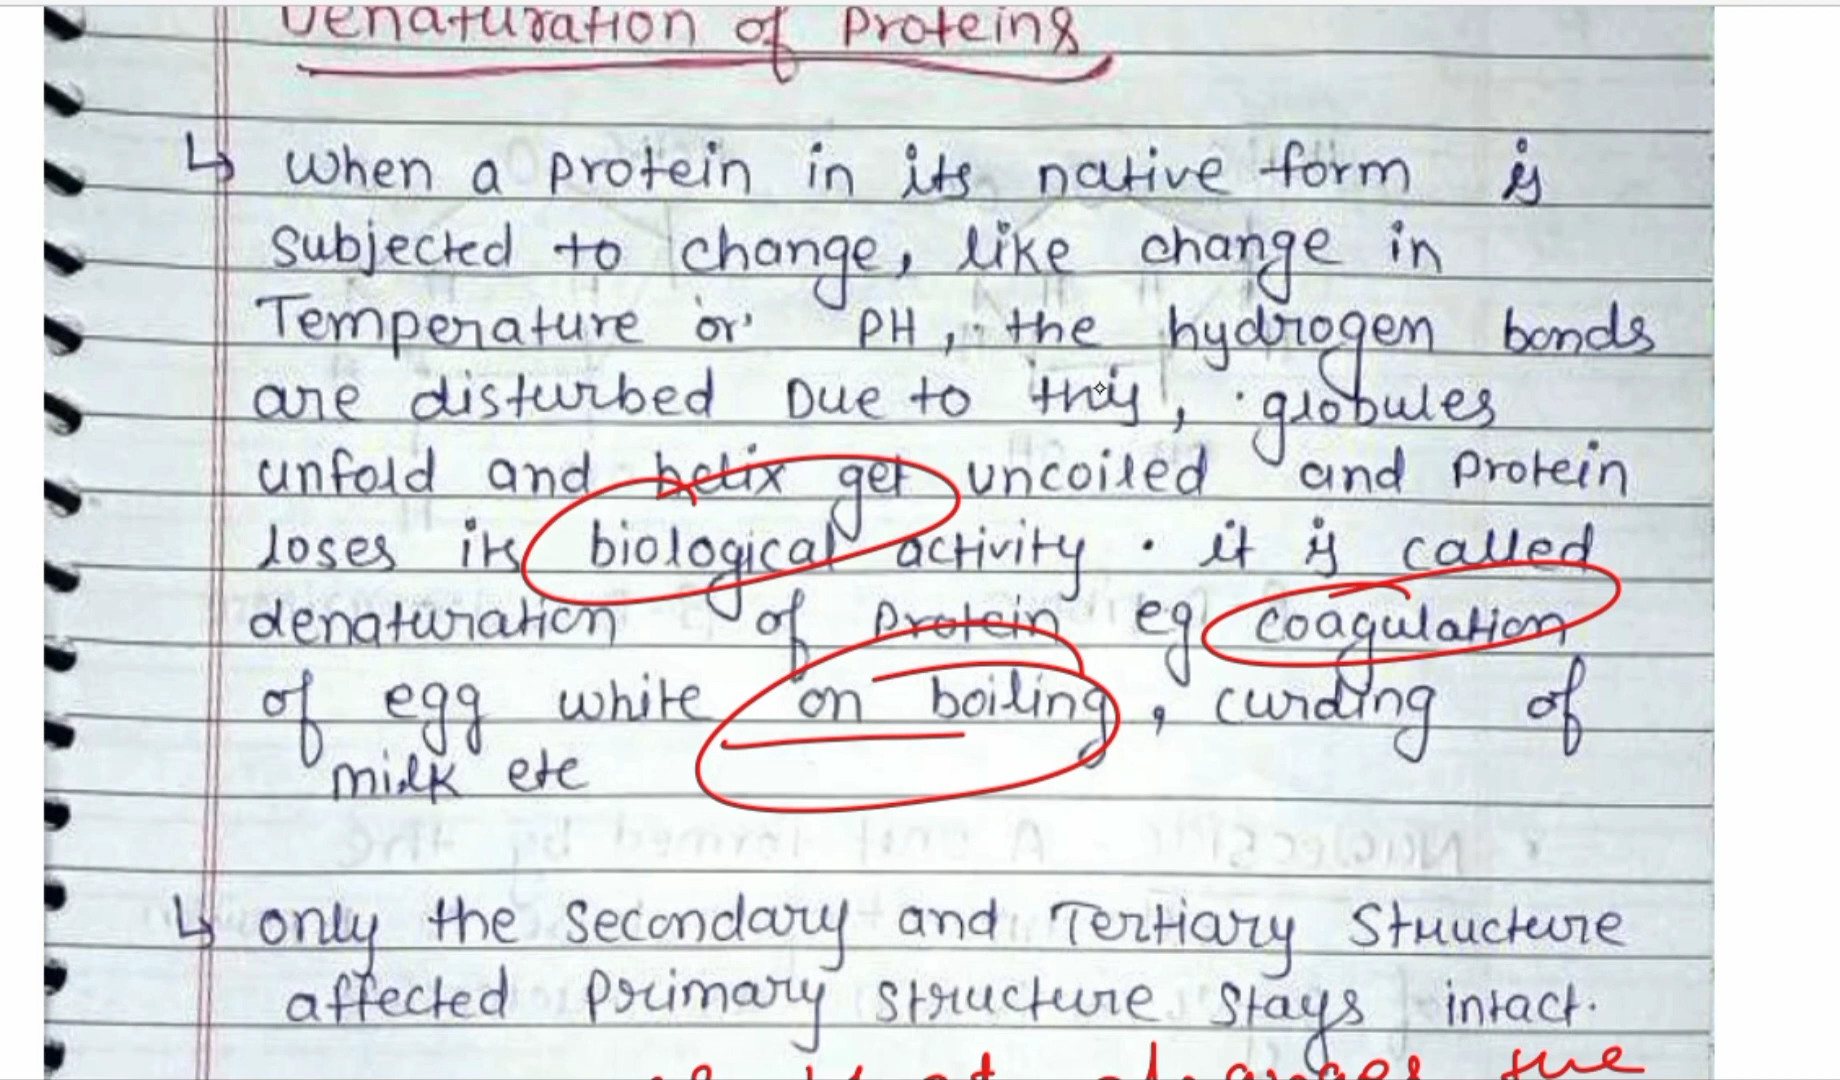 Denaturation of Proteins
↳ When a protein in its native form is
subjected to change, like change in
Temperature or PH, the hydrogen bonds
are disturbed Due to this, globules
unfold and helix get uncoiled and Protein
loses its biological activity. it is called
denaturation of Protein eg coagulation
of egg white on boiling, curding of
milk etc
↳ only the Secondary and Tertiary Structure
affected Primary structure stays intact.
changes the